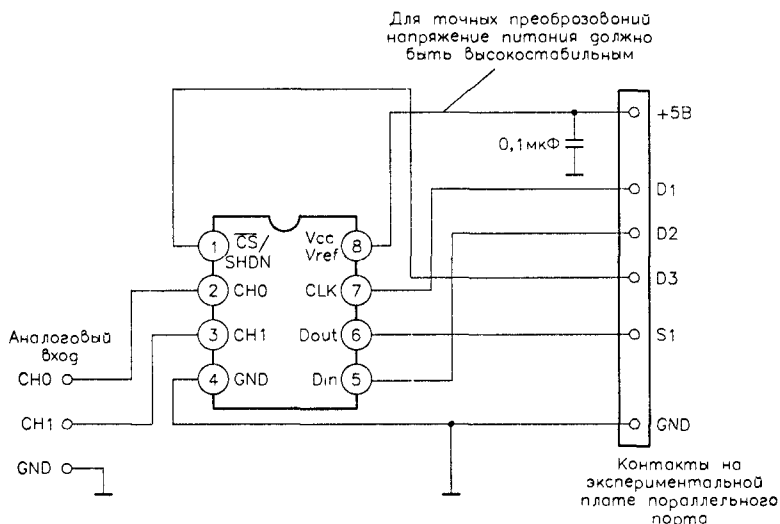 Для точных преобразований
напряжение питания должно
быть высокостабильным
+5В
0,1мкФ
D1
D2
D3
S1
GND
1 CS/
SHDN
Vcc 8
Vref
2 CH0
CLK 7
3 CH1
Dout 6
4 GND
Din 5
Аналоговый
вход
CH0
CH1
GND
Контакты на
экспериментальной
плате параллельного
порта